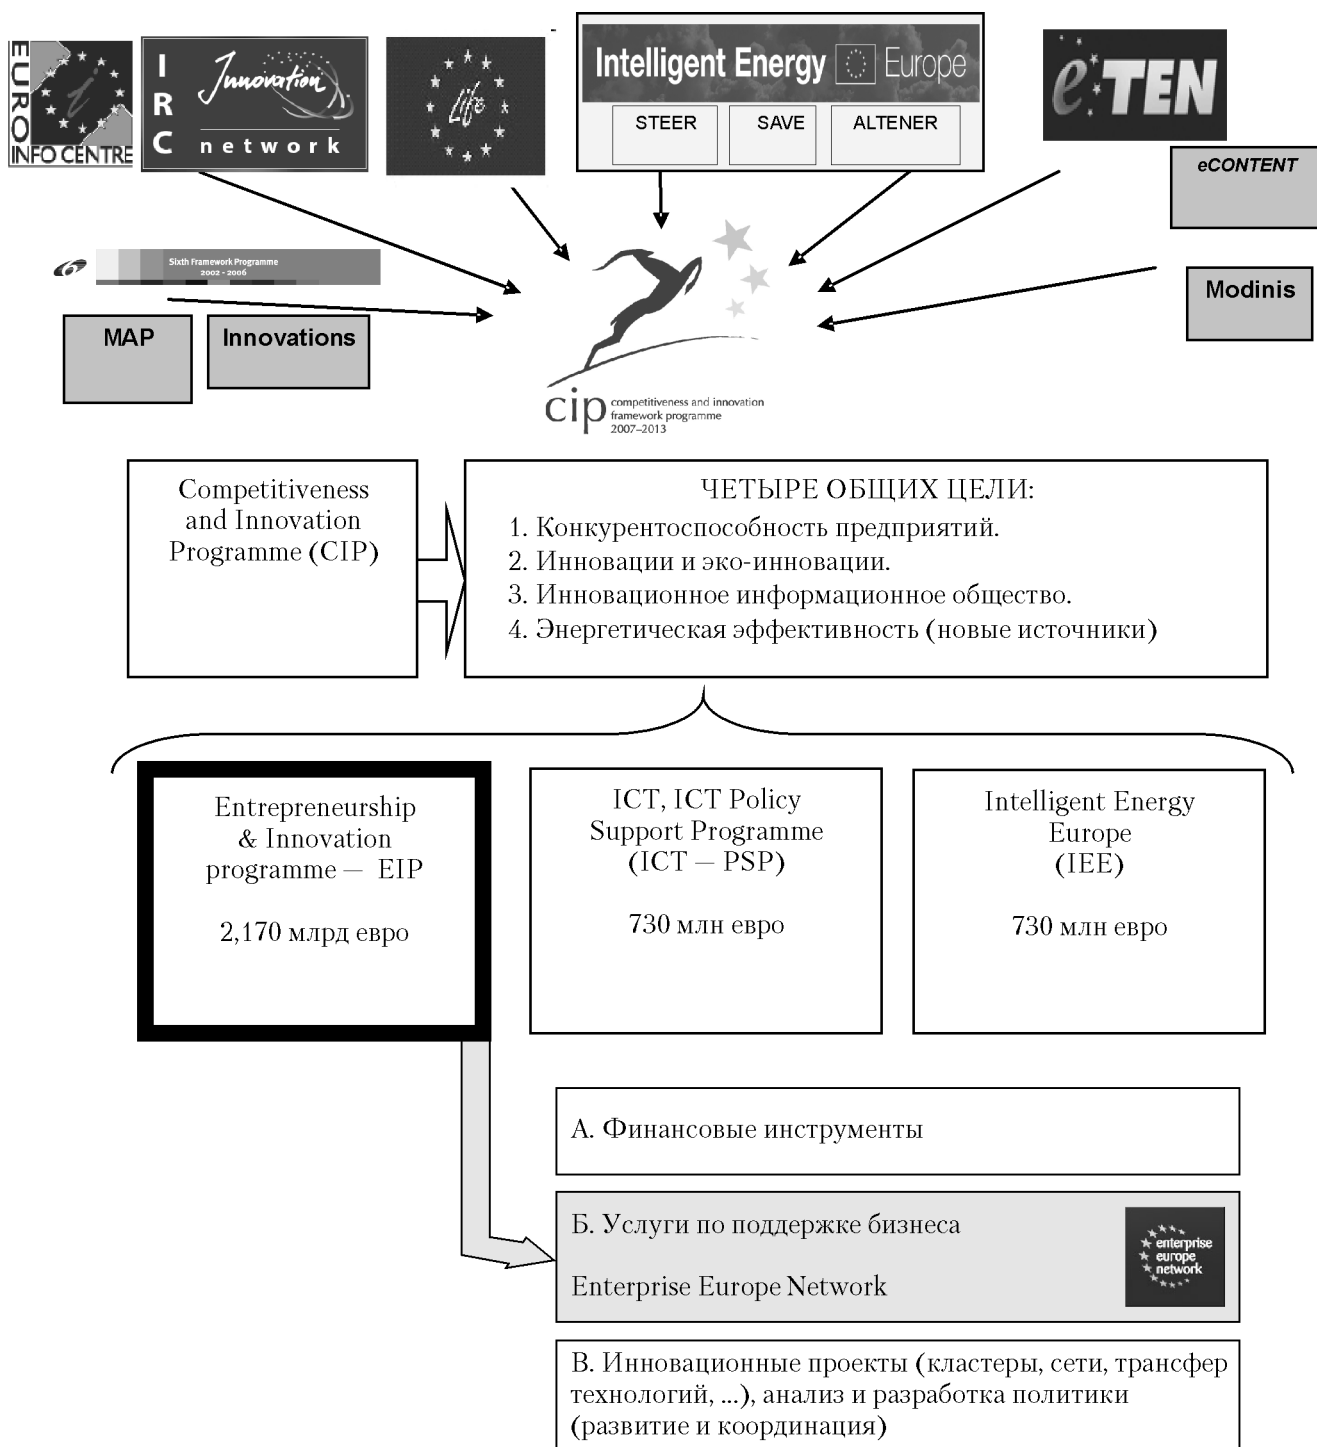 EURO
INFO CENTRE
IRC
Innovation
network
Life
Intelligent Energy Europe
STEER
SAVE
ALTENER
e.TEN
eCONTENT
Sixth Framework Programme
2002 - 2006
MAP
Innovations
Modinis
cip competitiveness and innovation
framework programme
2007–2013
Competitiveness
and Innovation
Programme (CIP)
ЧЕТЫРЕ ОБЩИХ ЦЕЛИ:
1. Конкурентоспособность предприятий.
2. Инновации и эко-инновации.
3. Инновационное информационное общество.
4. Энергетическая эффективность (новые источники)
Entrepreneurship
& Innovation
programme — EIP
2,170 млрд евро
ICT, ICT Policy
Support Programme
(ICT — PSP)
730 млн евро
Intelligent Energy
Europe
(IEE)
730 млн евро
А. Финансовые инструменты
Б. Услуги по поддержке бизнеса
Enterprise Europe Network
enterprise
europe
network
В. Инновационные проекты (кластеры, сети, трансфер
технологий, ...), анализ и разработка политики
(развитие и координация)